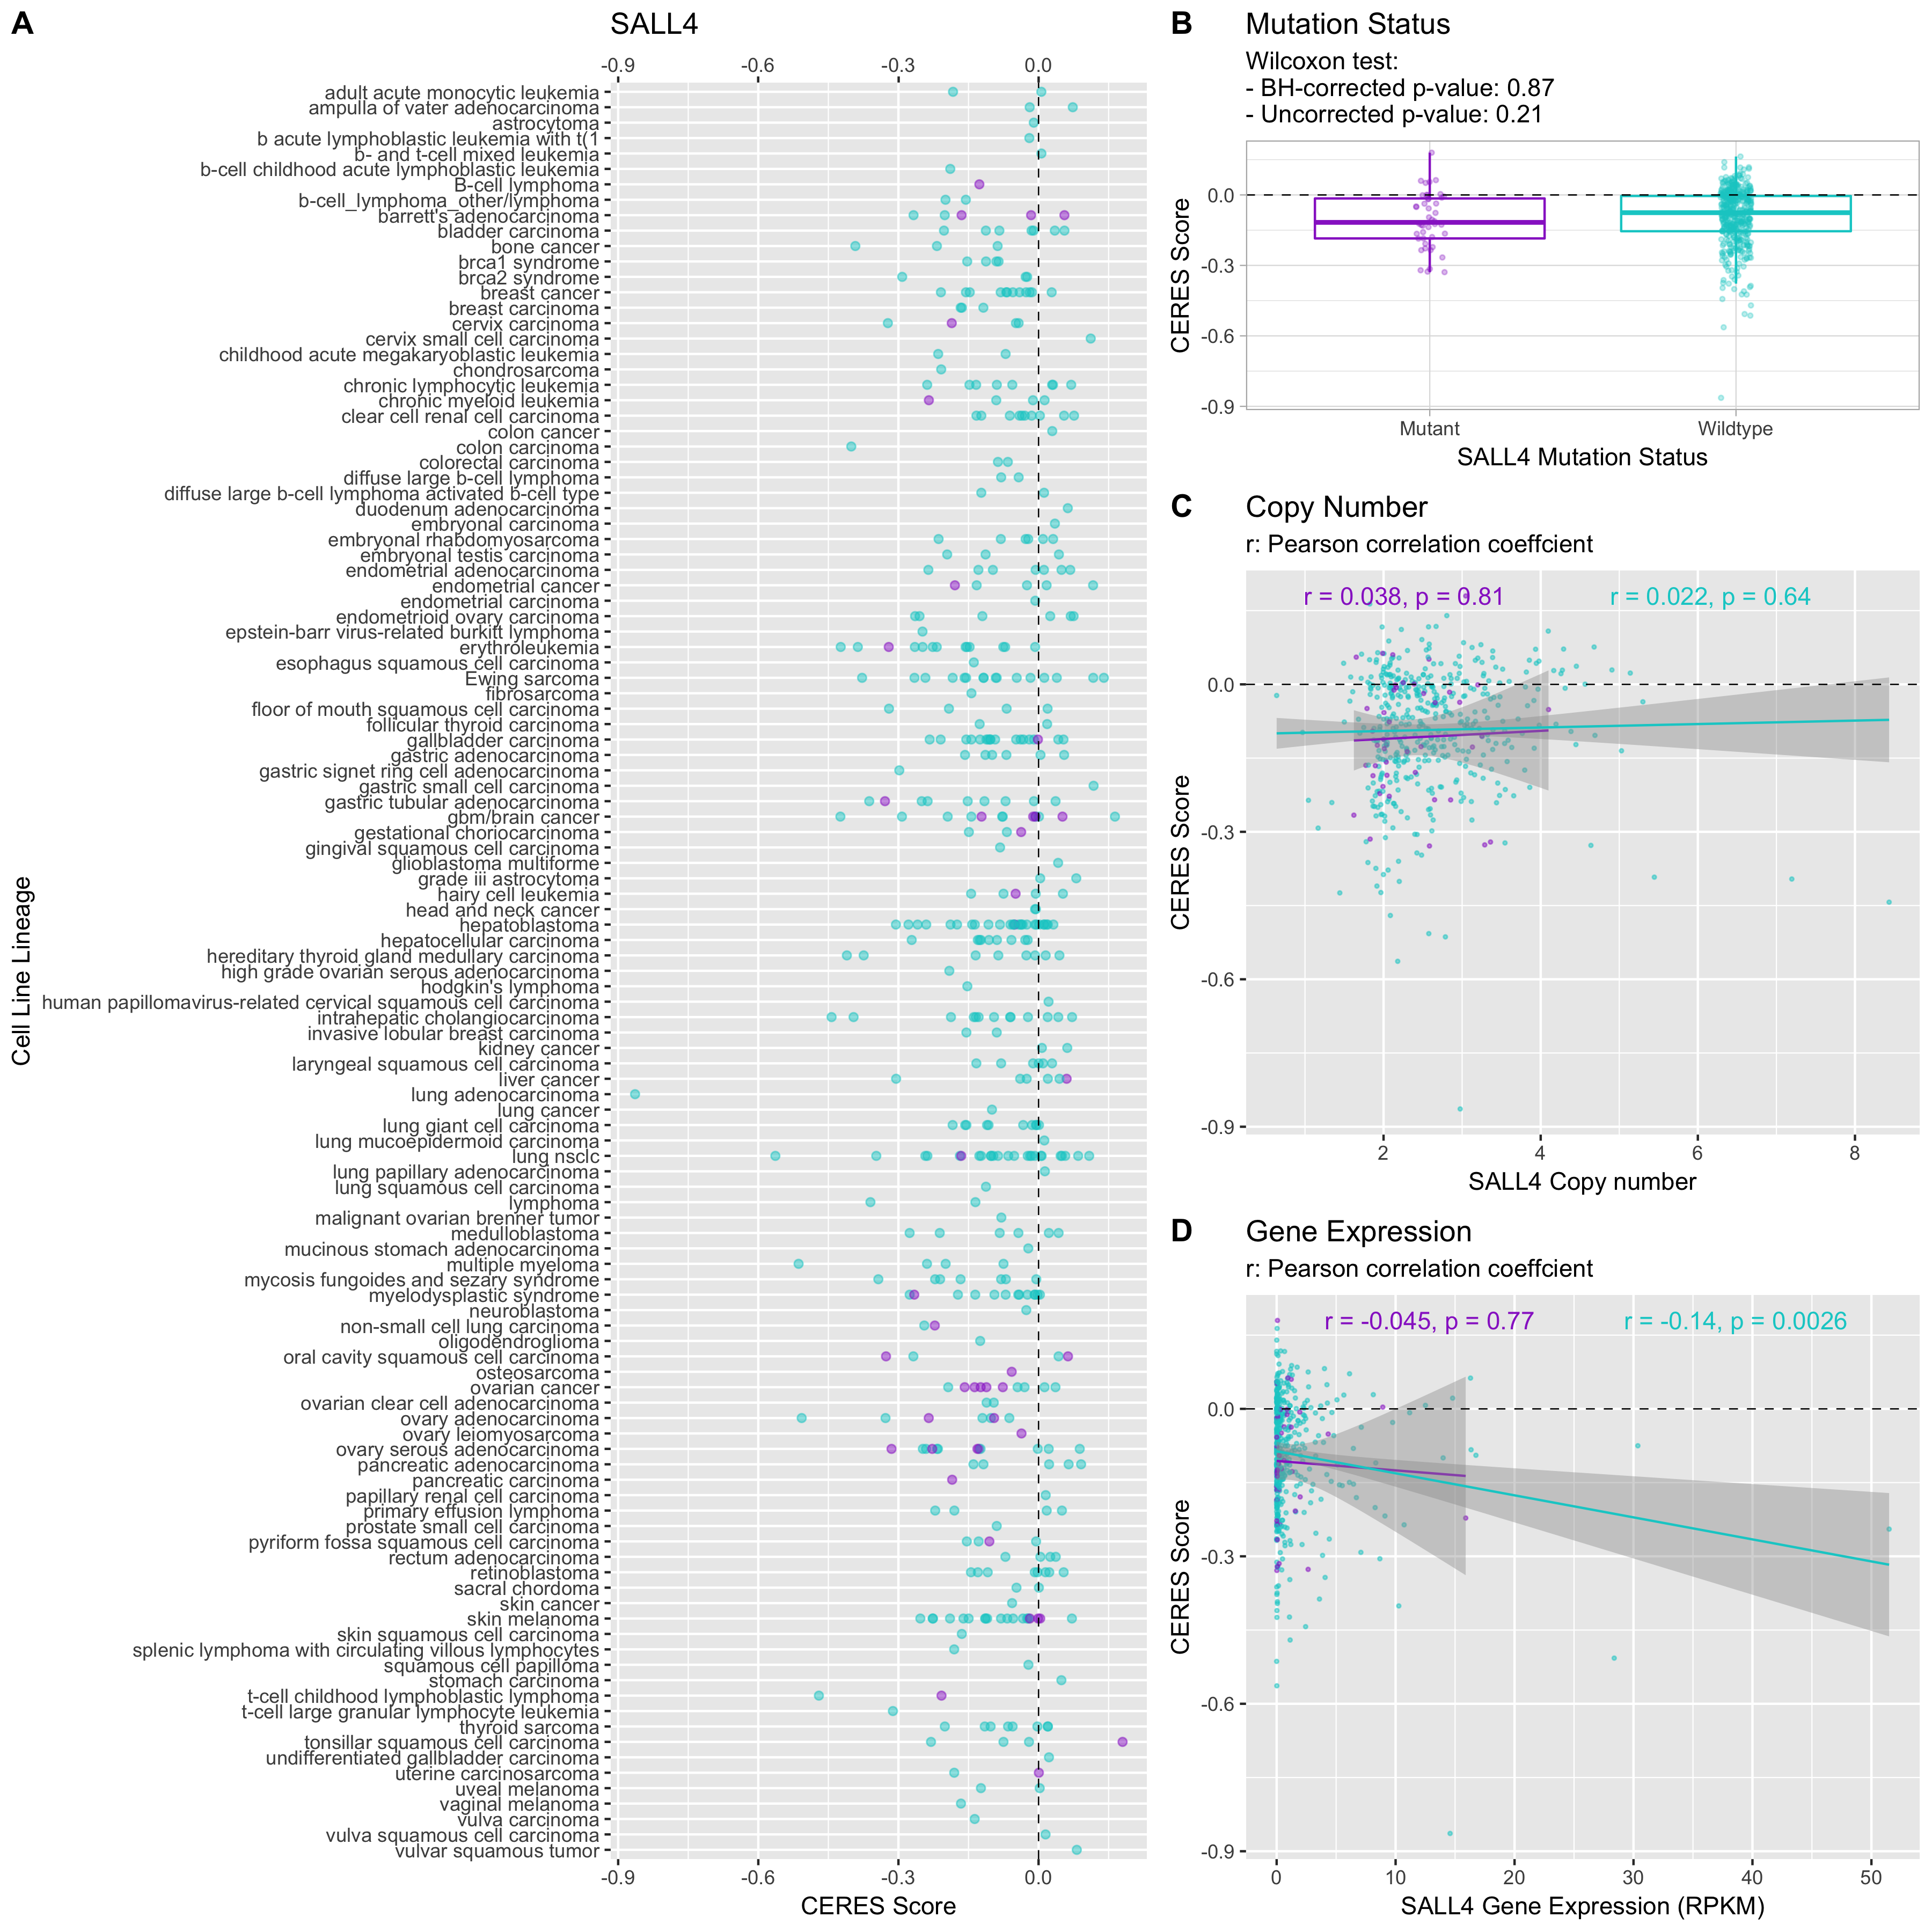 A
SALL4
-0.9 -0.6 -0.3 0.0
Cell Line Lineage
adult acute monocytic leukemia
ampulla of vater adenocarcinoma
astrocytoma
b acute lymphoblastic leukemia with t(1
b- and t-cell mixed leukemia
b-cell childhood acute lymphoblastic leukemia
B-cell lymphoma
b-cell_lymphoma_other/lymphoma
barrett's adenocarcinoma
bladder carcinoma
bone cancer
brca1 syndrome
brca2 syndrome
breast cancer
breast carcinoma
cervix carcinoma
cervix small cell carcinoma
childhood acute megakaryoblastic leukemia
chondrosarcoma
chronic lymphocytic leukemia
chronic myeloid leukemia
clear cell renal cell carcinoma
colon cancer
colon carcinoma
colorectal carcinoma
diffuse large b-cell lymphoma
diffuse large b-cell lymphoma activated b-cell type
duodenum adenocarcinoma
embryonal carcinoma
embryonal rhabdomyosarcoma
embryonal testis carcinoma
endometrial adenocarcinoma
endometrial cancer
endometrial carcinoma
endometrioid ovary carcinoma
epstein-barr virus-related burkitt lymphoma
erythroleukemia
esophagus squamous cell carcinoma
Ewing sarcoma
fibrosarcoma
floor of mouth squamous cell carcinoma
follicular thyroid carcinoma
gallbladder carcinoma
gastric adenocarcinoma
gastric signet ring cell adenocarcinoma
gastric small cell carcinoma
gastric tubular adenocarcinoma
gbm/brain cancer
gestational choriocarcinoma
gingival squamous cell carcinoma
glioblastoma multiforme
grade iii astrocytoma
hairy cell leukemia
head and neck cancer
hepatoblastoma
hepatocellular carcinoma
hereditary thyroid gland medullary carcinoma
high grade ovarian serous adenocarcinoma
hodgkin's lymphoma
human papillomavirus-related cervical squamous cell carcinoma
intrahepatic cholangiocarcinoma
invasive lobular breast carcinoma
kidney cancer
laryngeal squamous cell carcinoma
liver cancer
lung adenocarcinoma
lung cancer
lung giant cell carcinoma
lung mucoepidermoid carcinoma
lung nsclc
lung papillary adenocarcinoma
lung squamous cell carcinoma
lymphoma
malignant ovarian brenner tumor
medulloblastoma
mucinous stomach adenocarcinoma
multiple myeloma
mycosis fungoides and sezary syndrome
myelodysplastic syndrome
neuroblastoma
non-small cell lung carcinoma
oligodendroglioma
oral cavity squamous cell carcinoma
osteosarcoma
ovarian cancer
ovarian clear cell adenocarcinoma
ovary adenocarcinoma
ovary leiomyosarcoma
ovary serous adenocarcinoma
pancreatic adenocarcinoma
pancreatic carcinoma
papillary renal cell carcinoma
primary effusion lymphoma
prostate small cell carcinoma
pyriform fossa squamous cell carcinoma
rectum adenocarcinoma
retinoblastoma
sacral chordoma
skin cancer
skin melanoma
skin squamous cell carcinoma
splenic lymphoma with circulating villous lymphocytes
squamous cell papilloma
stomach carcinoma
t-cell childhood lymphoblastic lymphoma
t-cell large granular lymphocyte leukemia
thyroid sarcoma
tonsillar squamous cell carcinoma
undifferentiated gallbladder carcinoma
uterine carcinosarcoma
uveal melanoma
vaginal melanoma
vulva carcinoma
vulva squamous cell carcinoma
vulvar squamous tumor
-0.9 -0.6 -0.3 0.0
CERES Score
B
Mutation Status
Wilcoxon test:
- BH-corrected p-value: 0.87
- Uncorrected p-value: 0.21
CERES Score
0.0
-0.3
-0.6
-0.9
Mutant Wildtype
SALL4 Mutation Status
C
Copy Number
r: Pearson correlation coeffcient
r = 0.038, p = 0.81 r = 0.022, p = 0.64
CERES Score
0.0
-0.3
-0.6
-0.9
2 4 6 8
SALL4 Copy number
D
Gene Expression
r: Pearson correlation coeffcient
r = -0.045, p = 0.77 r = -0.14, p = 0.0026
CERES Score
0.0
-0.3
-0.6
-0.9
0 10 20 30 40 50
SALL4 Gene Expression (RPKM)